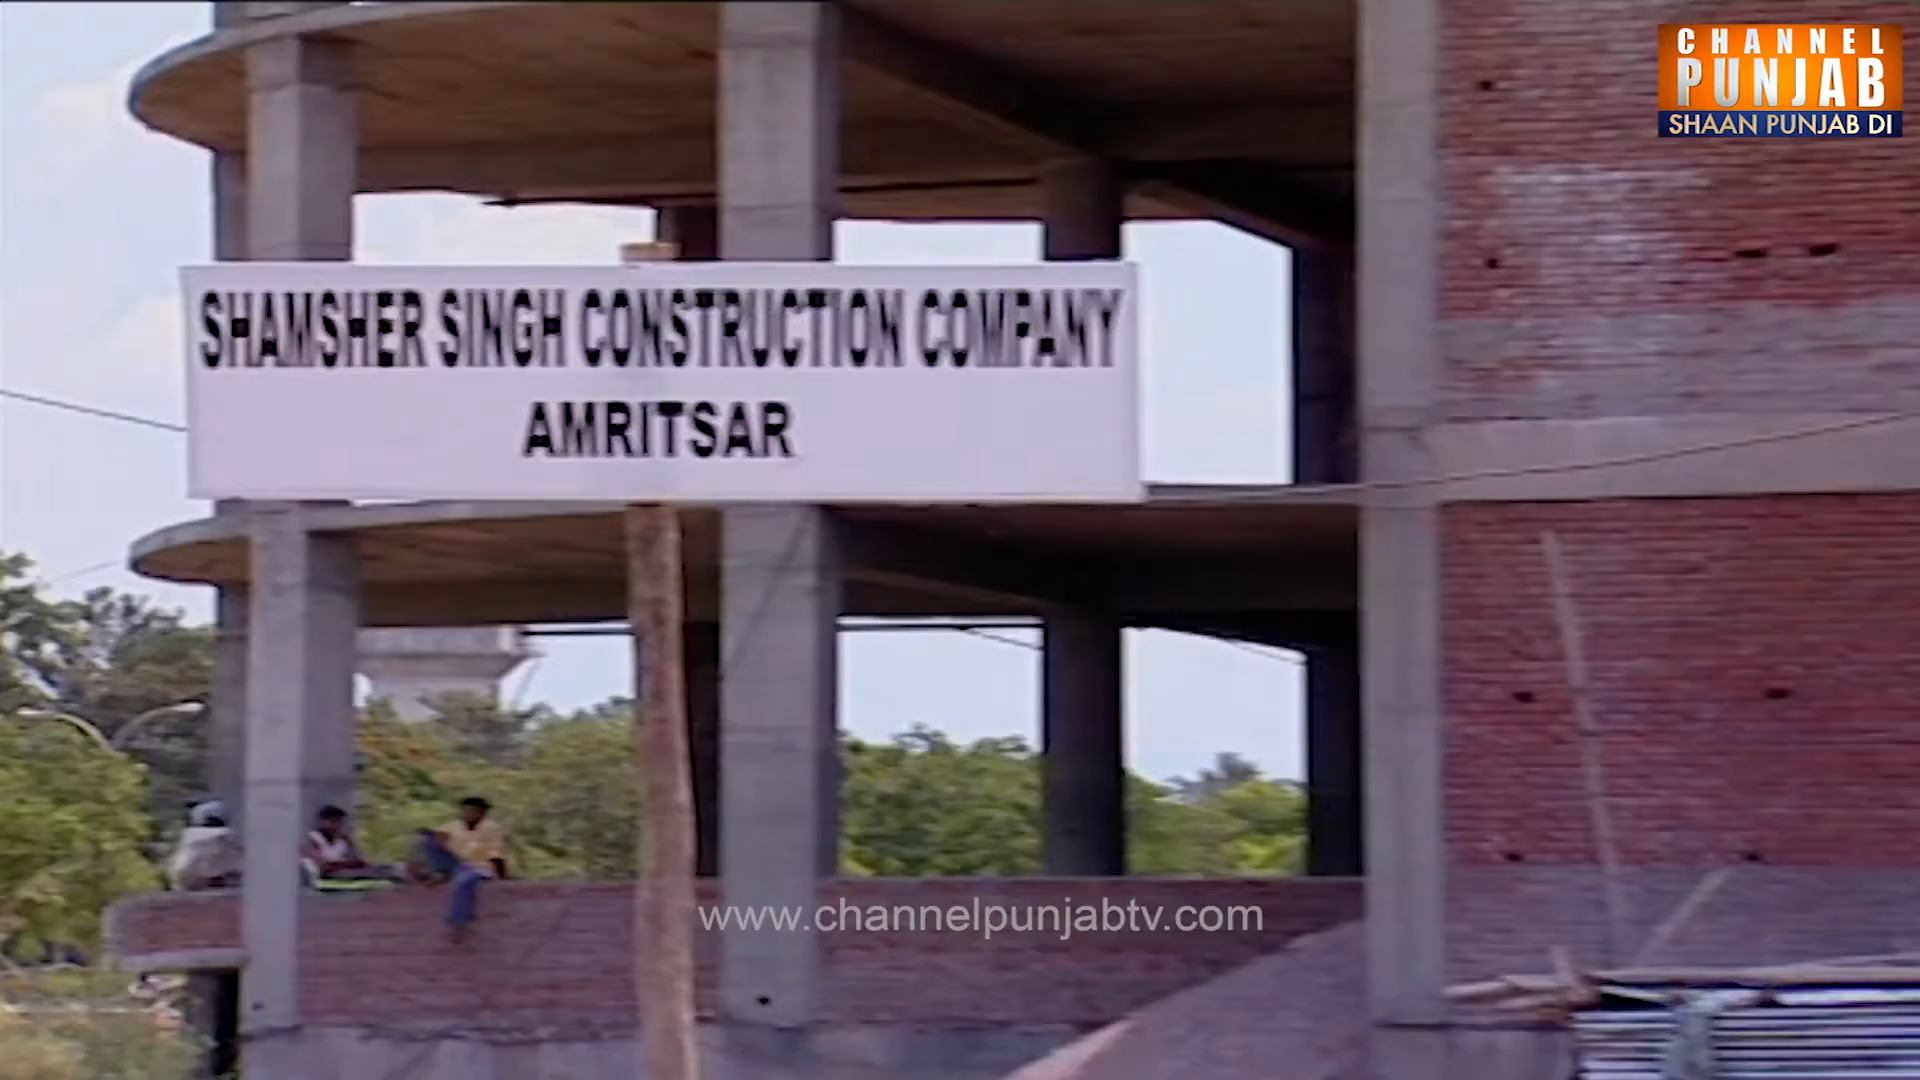 CHANNEL
PUNJAB
SHAAN PUNJAB DI
SHAMSHER SINGH CONSTRUCTION COMPANY
AMRITSAR
www.channelpunjabtv.com